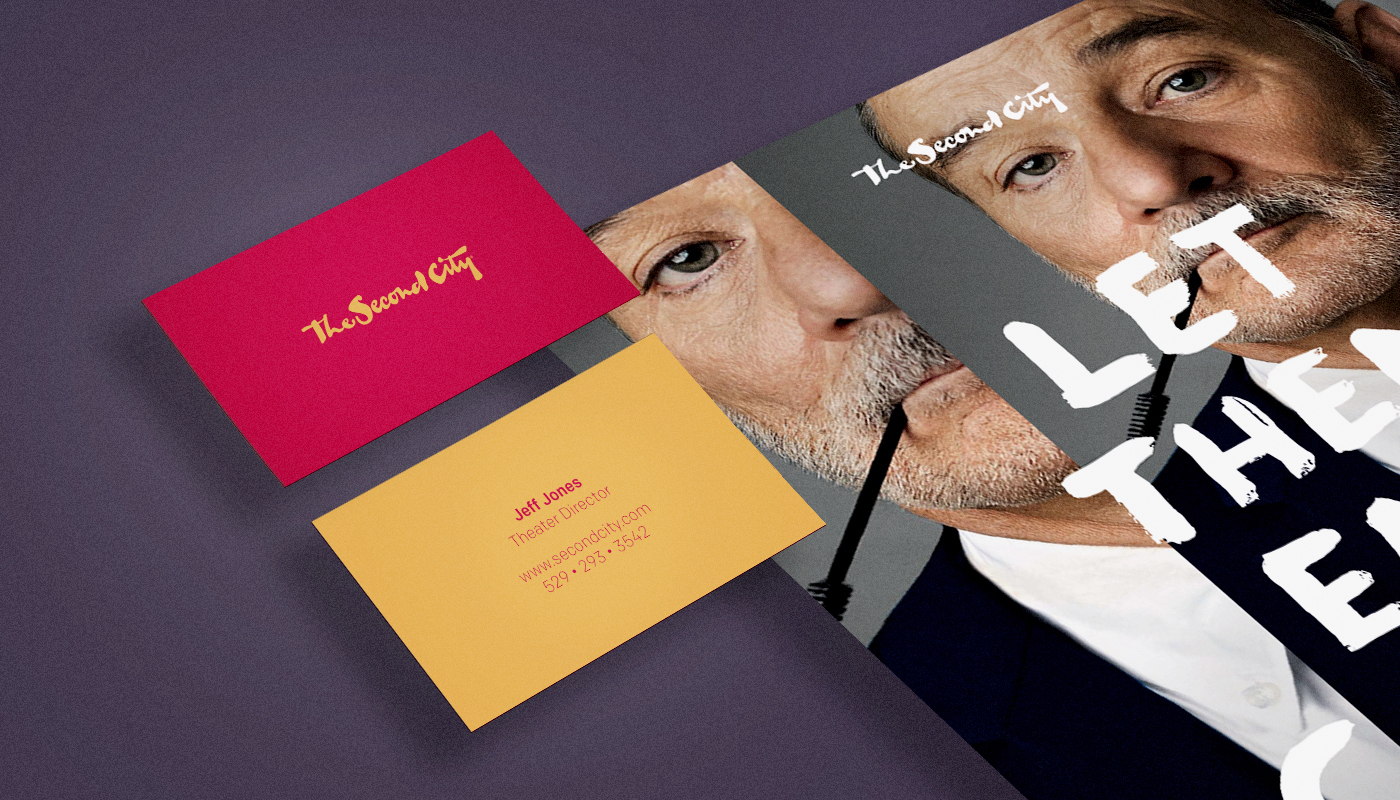 The Second City
Jeff Jones
Theater Director
www.secondcity.com
529 • 293 • 3542
The Second City
LET
THE